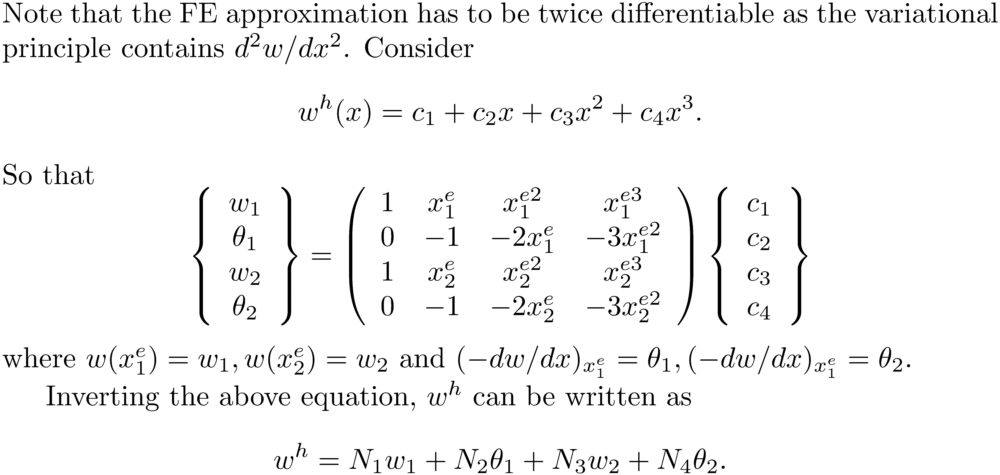 Note that the FE approximation has to be twice differentiable as the variational
principle contains $d^2w/dx^2$. Consider
$$w^h(x) = c_1 + c_2x + c_3x^2 + c_4x^3.$$
So that
$$\left\{\begin{array}{c} w_1 \\ \theta_1 \\ w_2 \\ \theta_2 \end{array}\right\} = \left(\begin{array}{cccc} 1 & x_1^e & x_1^{e2} & x_1^{e3} \\ 0 & -1 & -2x_1^e & -3x_1^{e2} \\ 1 & x_2^e & x_2^{e2} & x_2^{e3} \\ 0 & -1 & -2x_2^e & -3x_2^{e2} \end{array}\right) \left\{\begin{array}{c} c_1 \\ c_2 \\ c_3 \\ c_4 \end{array}\right\}$$
where $w(x_1^e) = w_1, w(x_2^e) = w_2$ and $(-dw/dx)_{x_1^e} = \theta_1, (-dw/dx)_{x_1^e} = \theta_2$.
Inverting the above equation, $w^h$ can be written as
$$w^h = N_1w_1 + N_2\theta_1 + N_3w_2 + N_4\theta_2.$$